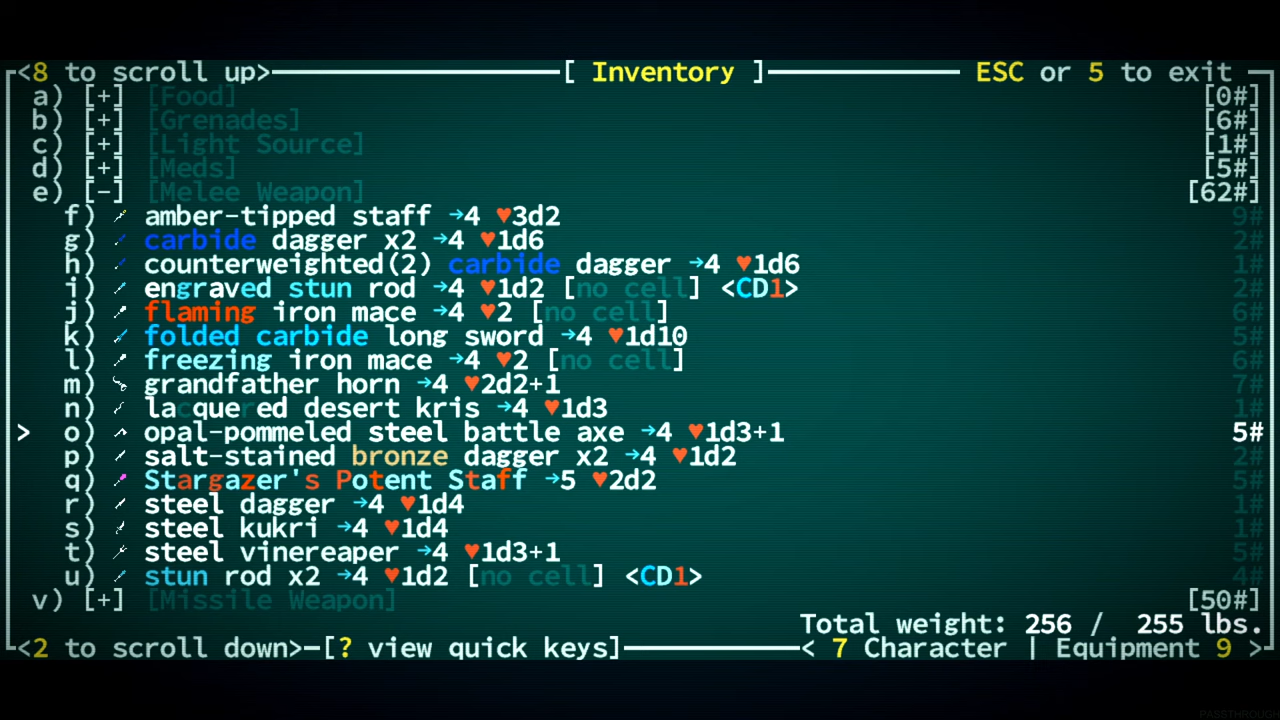 <8 to scroll up> [ Inventory ] ESC or 5 to exit
a) [+] [Food] [0#]
b) [+] [Grenades] [6#]
c) [+] [Light Source] [1#]
d) [+] [Meds] [5#]
e) [-] [Melee Weapon] [62#]
f) amber-tipped staff →4 ♥3d2 9#
g) carbide dagger x2 →4 ♥1d6 2#
h) counterweighted(2) carbide dagger →4 ♥1d6 1#
i) engraved stun rod →4 ♥1d2 [no cell] <CD1> 2#
j) flaming iron mace →4 ♥2 [no cell] 6#
k) folded carbide long sword →4 ♥1d10 5#
l) freezing iron mace →4 ♥2 [no cell] 6#
m) grandfather horn →4 ♥2d2+1 7#
n) lacquered desert kris →4 ♥1d3 1#
> o) opal-pommeled steel battle axe →4 ♥1d3+1 5#
p) salt-stained bronze dagger x2 →4 ♥1d2 2#
q) Stargazer's Potent Staff →5 ♥2d2 5#
r) steel dagger →4 ♥1d4 1#
s) steel kukri →4 ♥1d4 1#
t) steel vinereaper →4 ♥1d3+1 5#
u) stun rod x2 →4 ♥1d2 [no cell] <CD1> 4#
v) [+] [Missile Weapon] [50#]
Total weight: 256 / 255 lbs.
<2 to scroll down> [? view quick keys] < 7 Character | Equipment 9 >